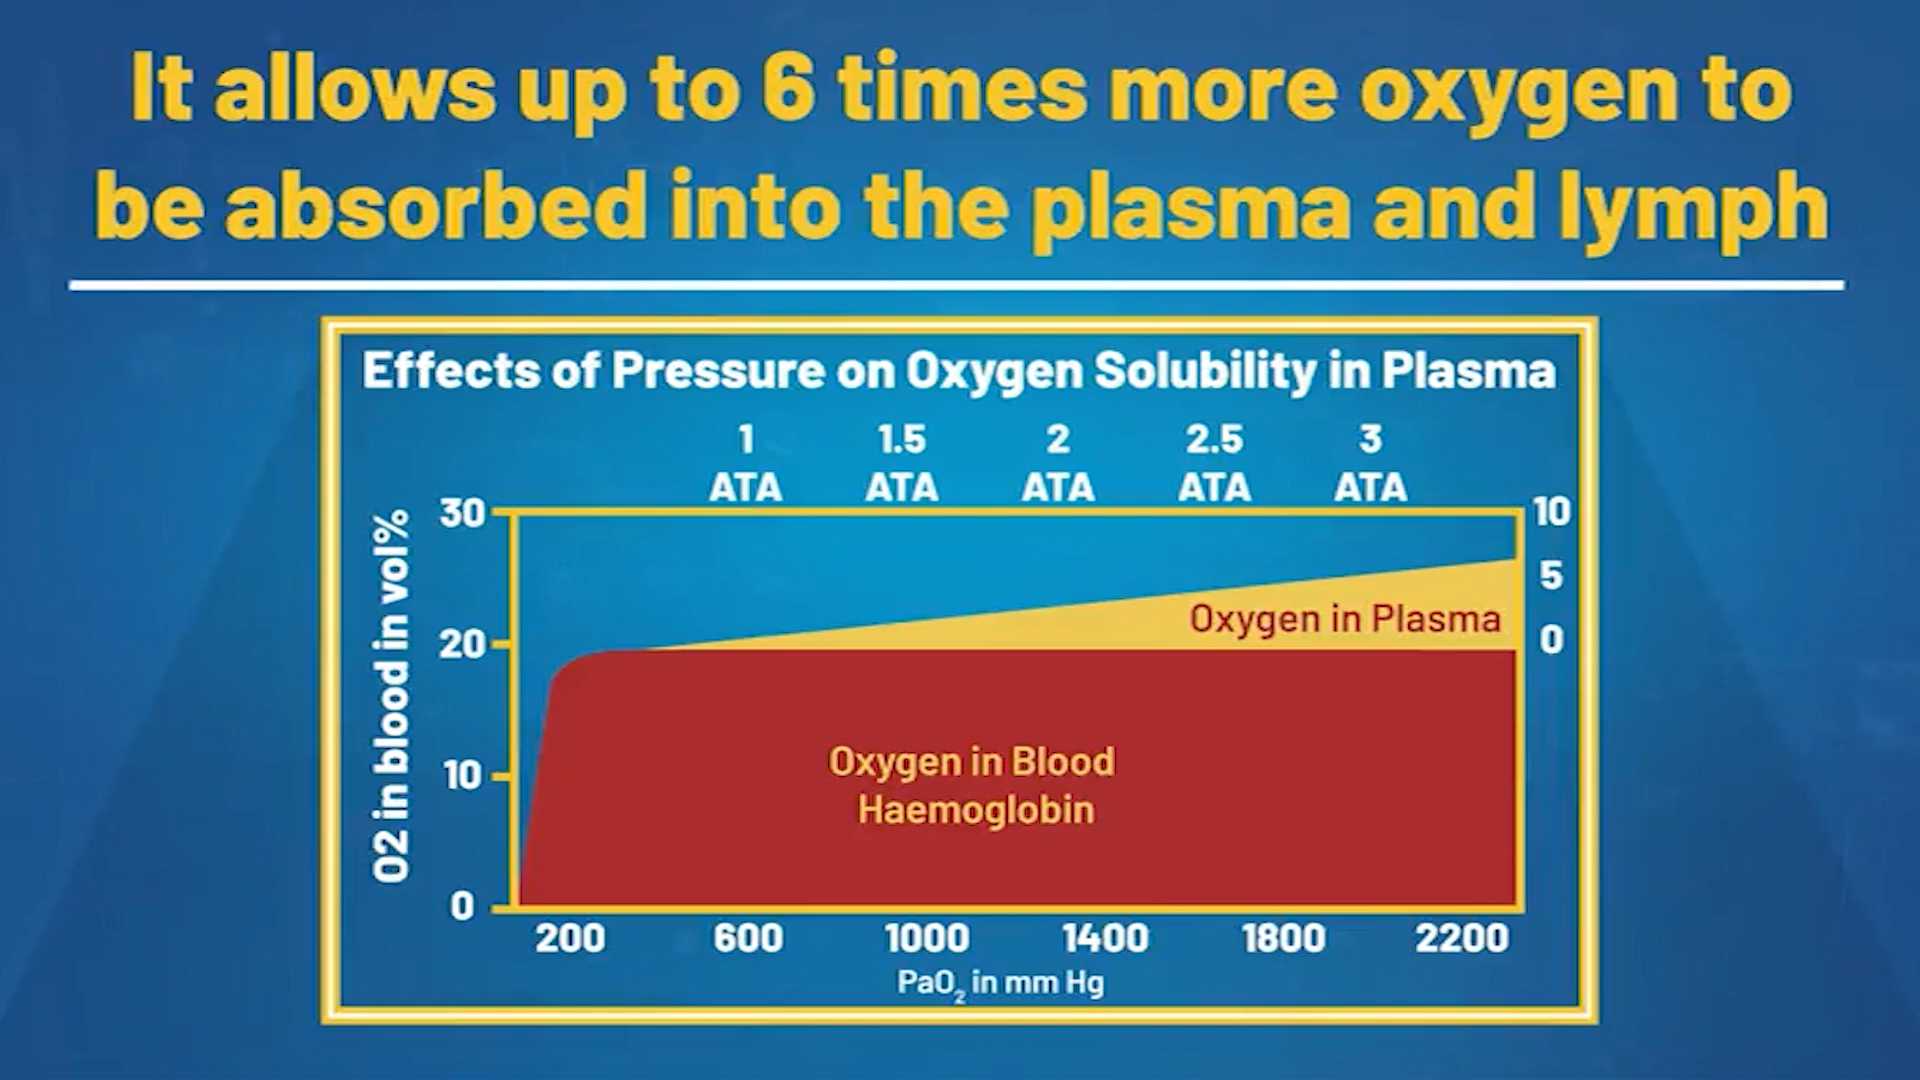 It allows up to 6 times more oxygen to
be absorbed into the plasma and lymph
Effects of Pressure on Oxygen Solubility in Plasma
1 ATA
1.5 ATA
2 ATA
2.5 ATA
3 ATA
O2 in blood in vol%
30
20
10
0
10
5
0
Oxygen in Plasma
Oxygen in Blood
Haemoglobin
200 600 1000 1400 1800 2200
PaO₂ in mm Hg